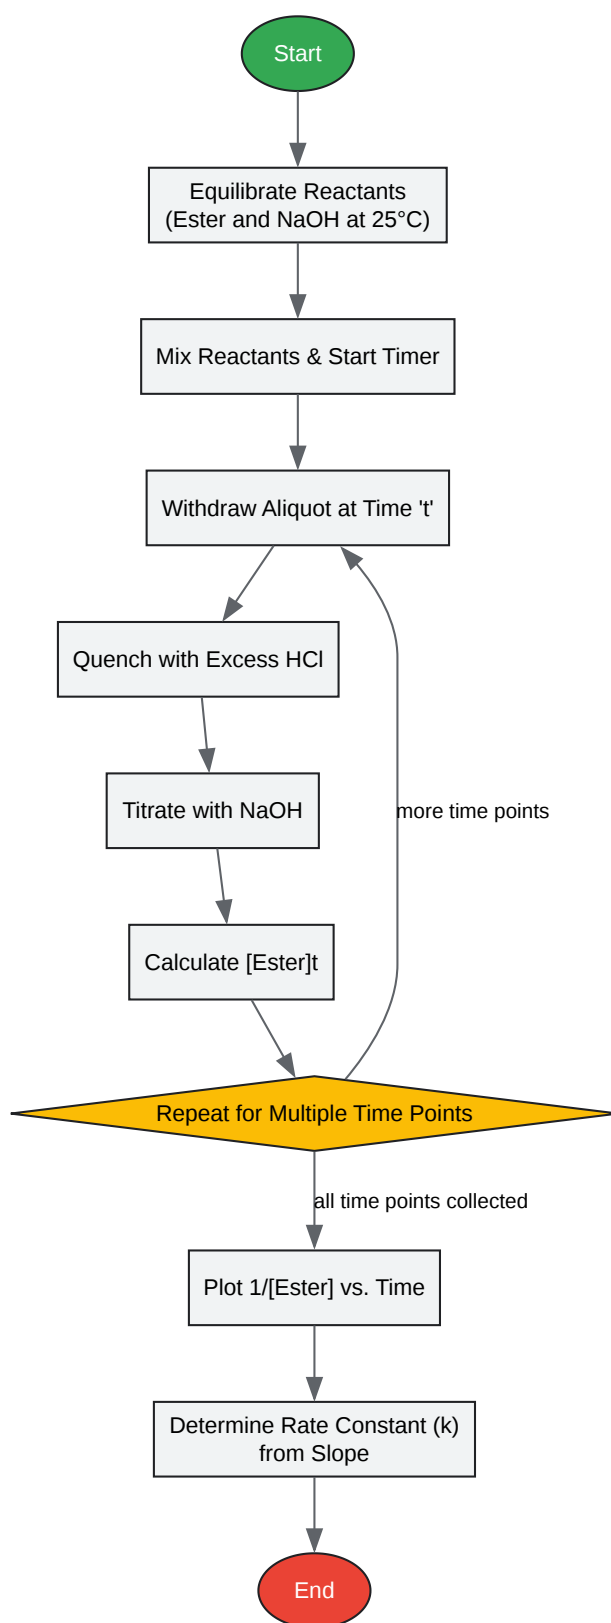 Start
Equilibrate Reactants
(Ester and NaOH at 25°C)
Mix Reactants & Start Timer
Withdraw Aliquot at Time 't'
Quench with Excess HCl
Titrate with NaOH
more time points
Calculate [Ester]t
Repeat for Multiple Time Points
all time points collected
Plot 1/[Ester] vs. Time
Determine Rate Constant (k)
from Slope
End